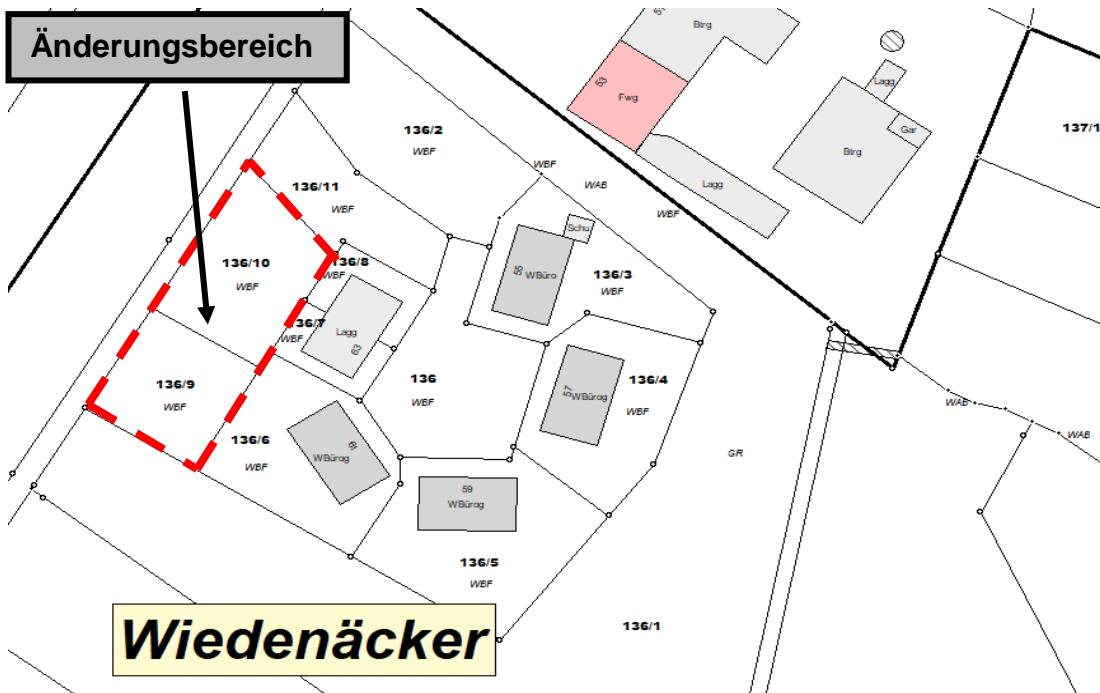 Änderungsbereich
Btrg
53
Fwg
Lagg
Gar
Btrg
137/1
136/2
WBF
WBF
WAB
WBF
Lagg
136/11
WBF
Schu
55
WBüro
136/3
WBF
136/10
WBF
136/8
WBF
136/7
WBF
Lagg
63
136
WBF
57
WBürog
136/4
WBF
136/9
WBF
136/6
WBF
61
WBürog
59
WBürog
GR
WAB
WAB
136/5
WBF
136/1
Wiedenäcker